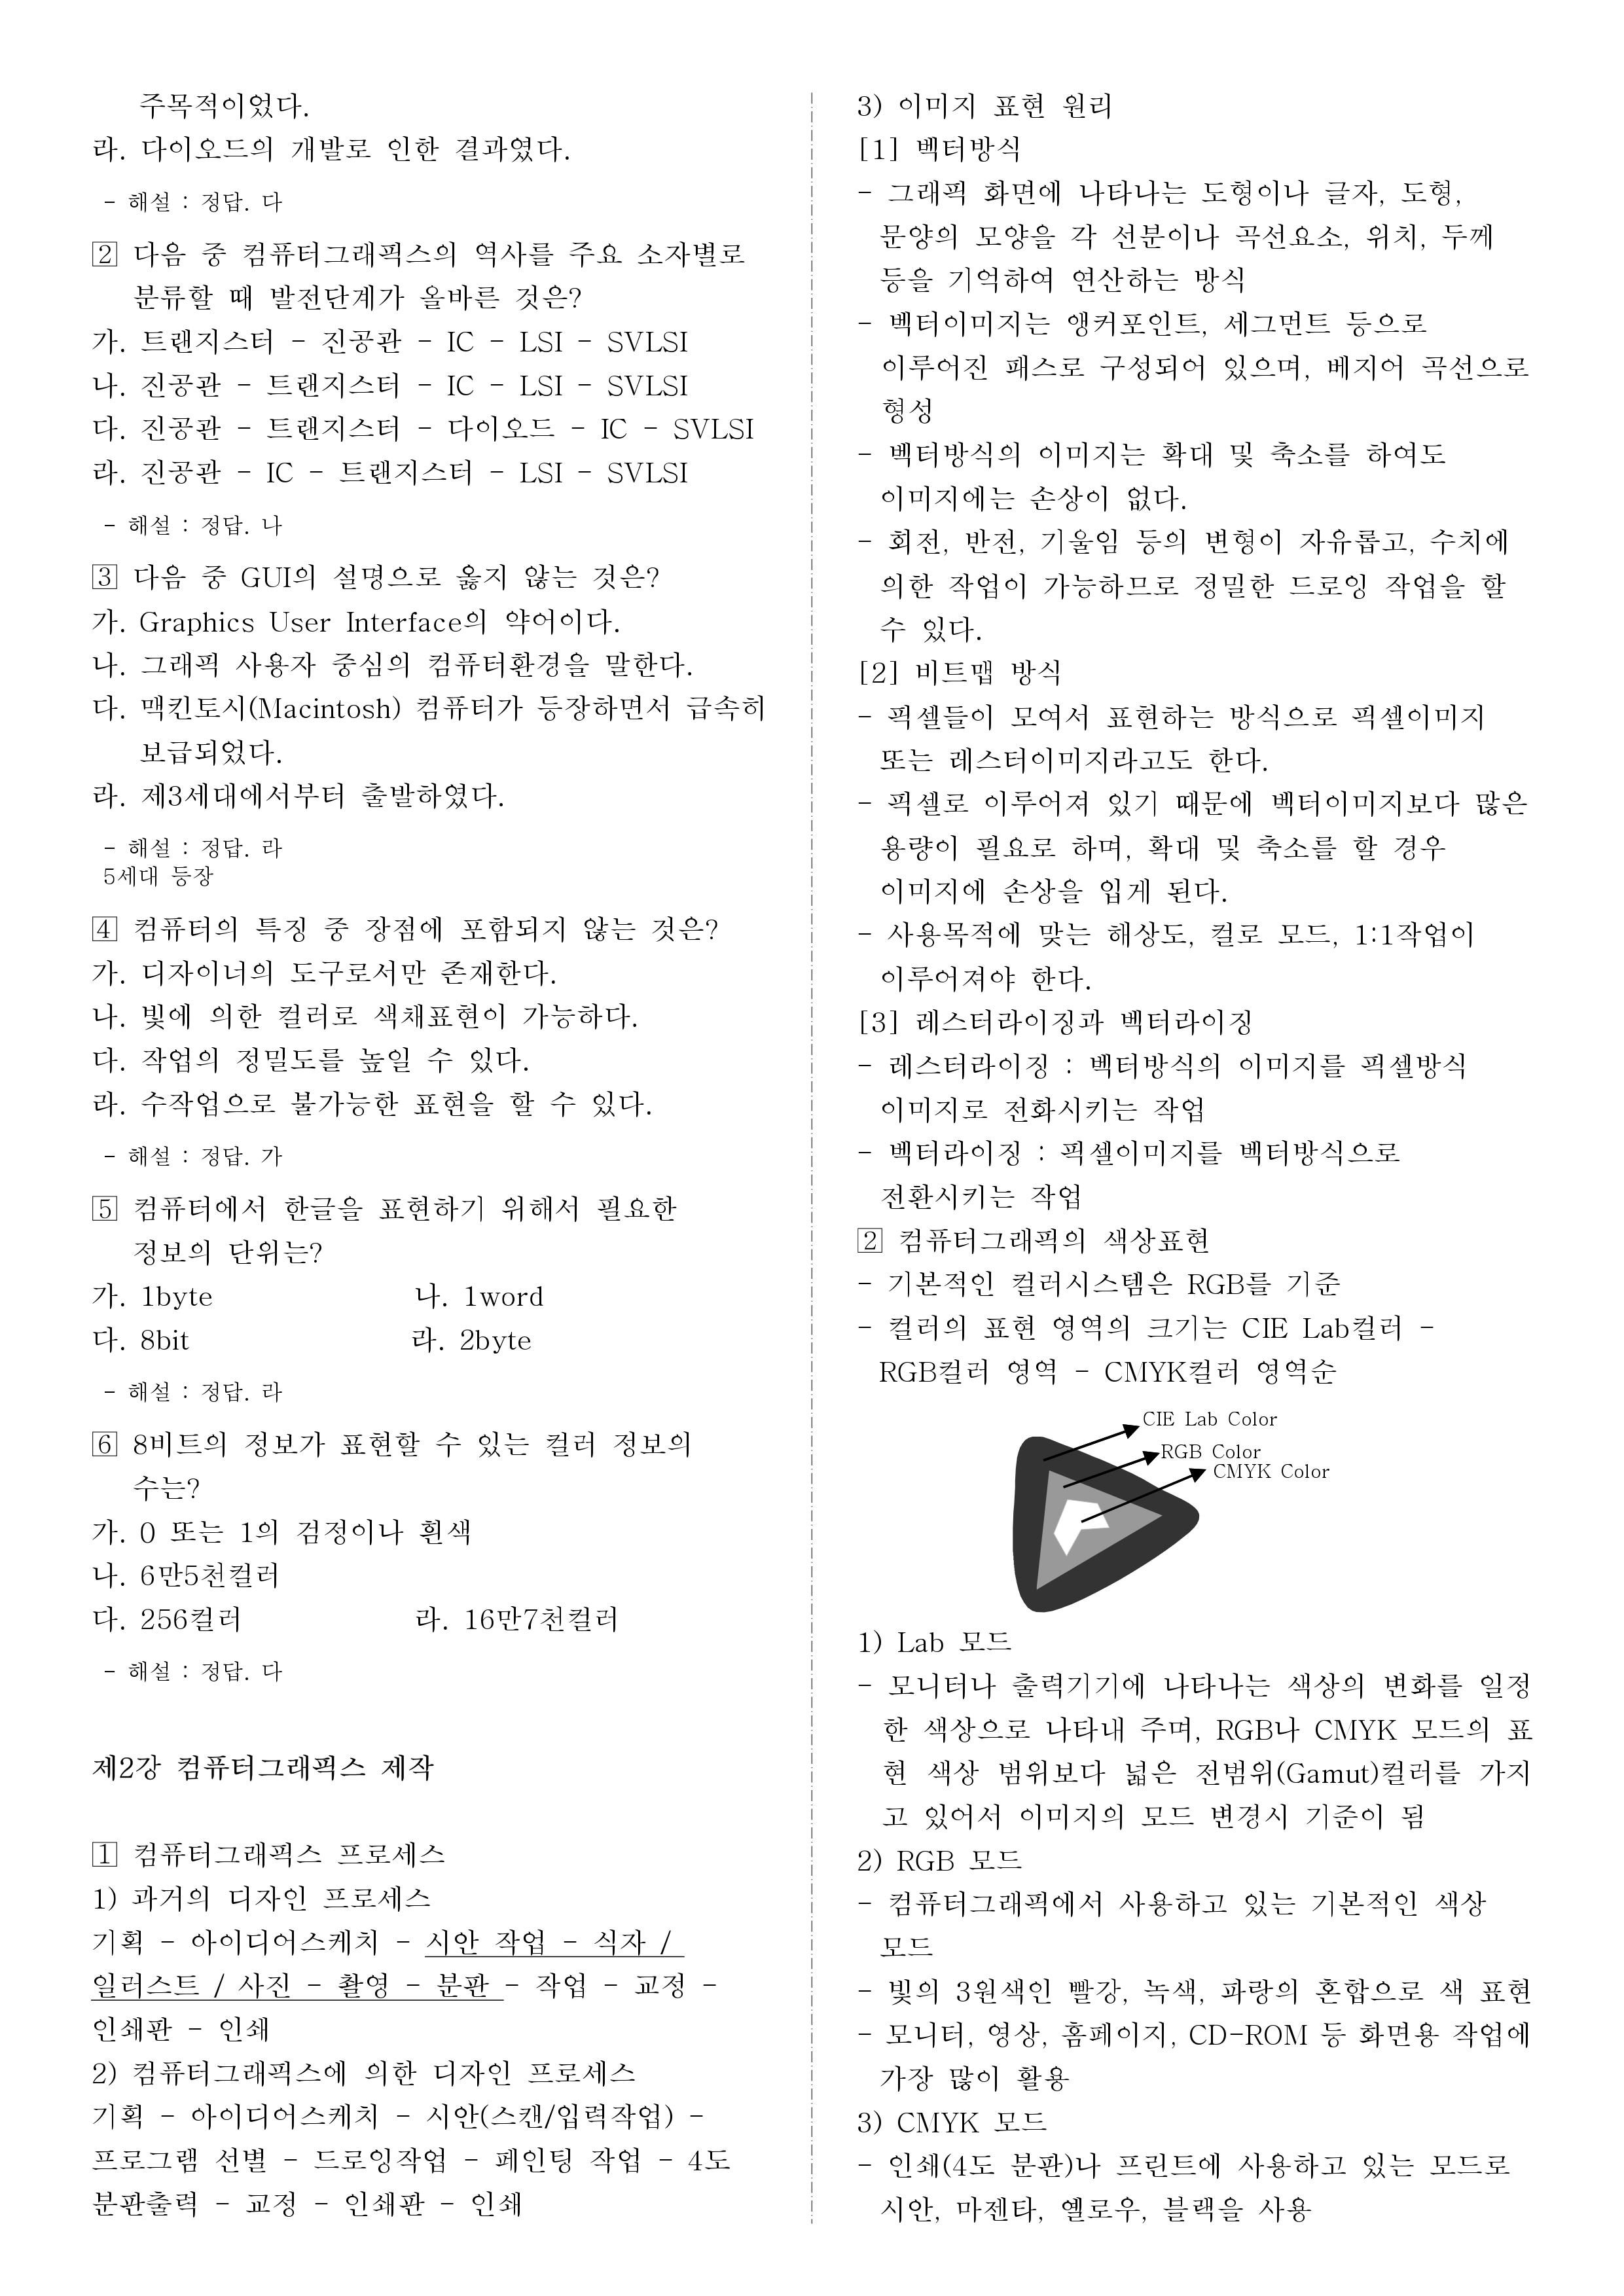 주목적이었다.
라. 다이오드의 개발로 인한 결과였다.
- 해설 : 정답. 다
2 다음 중 컴퓨터그래픽스의 역사를 주요 소자별로
분류할 때 발전단계가 올바른 것은?
가. 트랜지스터 - 진공관 - IC - LSI - SVLSI
나. 진공관 - 트랜지스터 - IC - LSI - SVLSI
다. 진공관 - 트랜지스터 - 다이오드 - IC - SVLSI
라. 진공관 - IC - 트랜지스터 - LSI - SVLSI
- 해설 : 정답. 나
3 다음 중 GUI의 설명으로 옳지 않는 것은?
가. Graphics User Interface의 약어이다.
나. 그래픽 사용자 중심의 컴퓨터환경을 말한다.
다. 맥킨토시(Macintosh) 컴퓨터가 등장하면서 급속히
보급되었다.
라. 제3세대에서부터 출발하였다.
- 해설 : 정답. 라
5세대 등장
4 컴퓨터의 특징 중 장점에 포함되지 않는 것은?
가. 디자이너의 도구로서만 존재한다.
나. 빛에 의한 컬러로 색채표현이 가능하다.
다. 작업의 정밀도를 높일 수 있다.
라. 수작업으로 불가능한 표현을 할 수 있다.
- 해설 : 정답. 가
5 컴퓨터에서 한글을 표현하기 위해서 필요한
정보의 단위는?
가. 1byte 나. 1word
다. 8bit 라. 2byte
- 해설 : 정답. 라
6 8비트의 정보가 표현할 수 있는 컬러 정보의
수는?
가. 0 또는 1의 검정이나 흰색
나. 6만5천컬러
다. 256컬러 라. 16만7천컬러
- 해설 : 정답. 다
제2강 컴퓨터그래픽스 제작
1 컴퓨터그래픽스 프로세스
1) 과거의 디자인 프로세스
기획 - 아이디어스케치 - 시안 작업 - 식자 /
일러스트 / 사진 - 촬영 - 분판 - 작업 - 교정 -
인쇄판 - 인쇄
2) 컴퓨터그래픽스에 의한 디자인 프로세스
기획 - 아이디어스케치 - 시안(스캔/입력작업) -
프로그램 선별 - 드로잉작업 - 페인팅 작업 - 4도
분판출력 - 교정 - 인쇄판 - 인쇄
3) 이미지 표현 원리
[1] 벡터방식
- 그래픽 화면에 나타나는 도형이나 글자, 도형,
문양의 모양을 각 선분이나 곡선요소, 위치, 두께
등을 기억하여 연산하는 방식
- 벡터이미지는 앵커포인트, 세그먼트 등으로
이루어진 패스로 구성되어 있으며, 베지어 곡선으로
형성
- 벡터방식의 이미지는 확대 및 축소를 하여도
이미지에는 손상이 없다.
- 회전, 반전, 기울임 등의 변형이 자유롭고, 수치에
의한 작업이 가능하므로 정밀한 드로잉 작업을 할
수 있다.
[2] 비트맵 방식
- 픽셀들이 모여서 표현하는 방식으로 픽셀이미지
또는 레스터이미지라고도 한다.
- 픽셀로 이루어져 있기 때문에 벡터이미지보다 많은
용량이 필요로 하며, 확대 및 축소를 할 경우
이미지에 손상을 입게 된다.
- 사용목적에 맞는 해상도, 컬로 모드, 1:1작업이
이루어져야 한다.
[3] 레스터라이징과 벡터라이징
- 레스터라이징 : 벡터방식의 이미지를 픽셀방식
이미지로 전화시키는 작업
- 벡터라이징 : 픽셀이미지를 벡터방식으로
전환시키는 작업
2 컴퓨터그래픽의 색상표현
- 기본적인 컬러시스템은 RGB를 기준
- 컬러의 표현 영역의 크기는 CIE Lab컬러 -
RGB컬러 영역 - CMYK컬러 영역순
CIE Lab Color
RGB Color
CMYK Color
1) Lab 모드
- 모니터나 출력기기에 나타나는 색상의 변화를 일정
한 색상으로 나타내 주며, RGB나 CMYK 모드의 표
현 색상 범위보다 넓은 전범위(Gamut)컬러를 가지
고 있어서 이미지의 모드 변경시 기준이 됨
2) RGB 모드
- 컴퓨터그래픽에서 사용하고 있는 기본적인 색상
모드
- 빛의 3원색인 빨강, 녹색, 파랑의 혼합으로 색 표현
- 모니터, 영상, 홈페이지, CD-ROM 등 화면용 작업에
가장 많이 활용
3) CMYK 모드
- 인쇄(4도 분판)나 프린트에 사용하고 있는 모드로
시안, 마젠타, 옐로우, 블랙을 사용